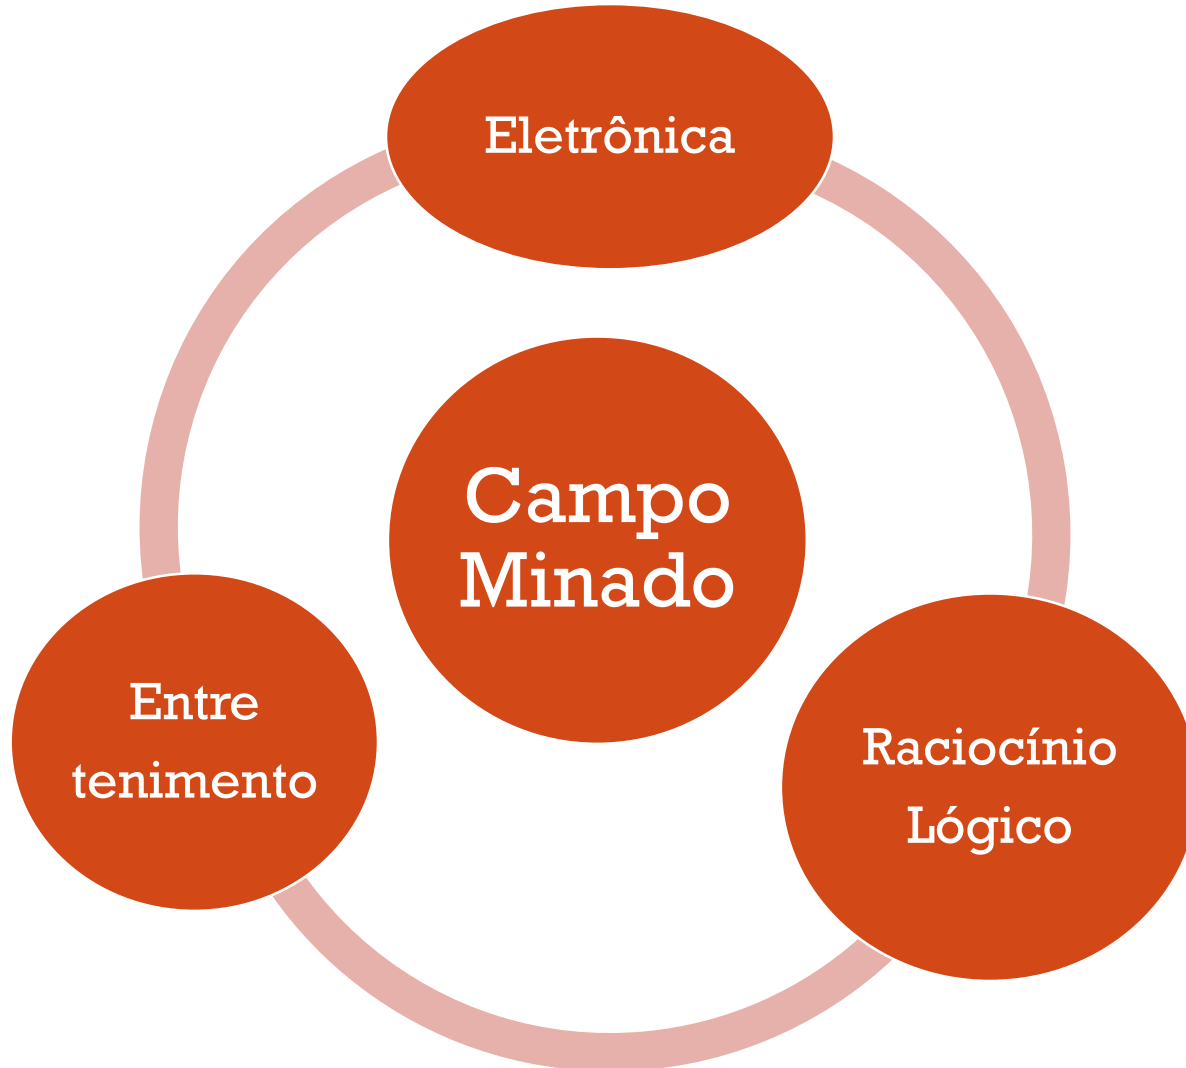 Eletrônica
Campo
Minado
Entre
tenimento
Raciocínio
Lógico